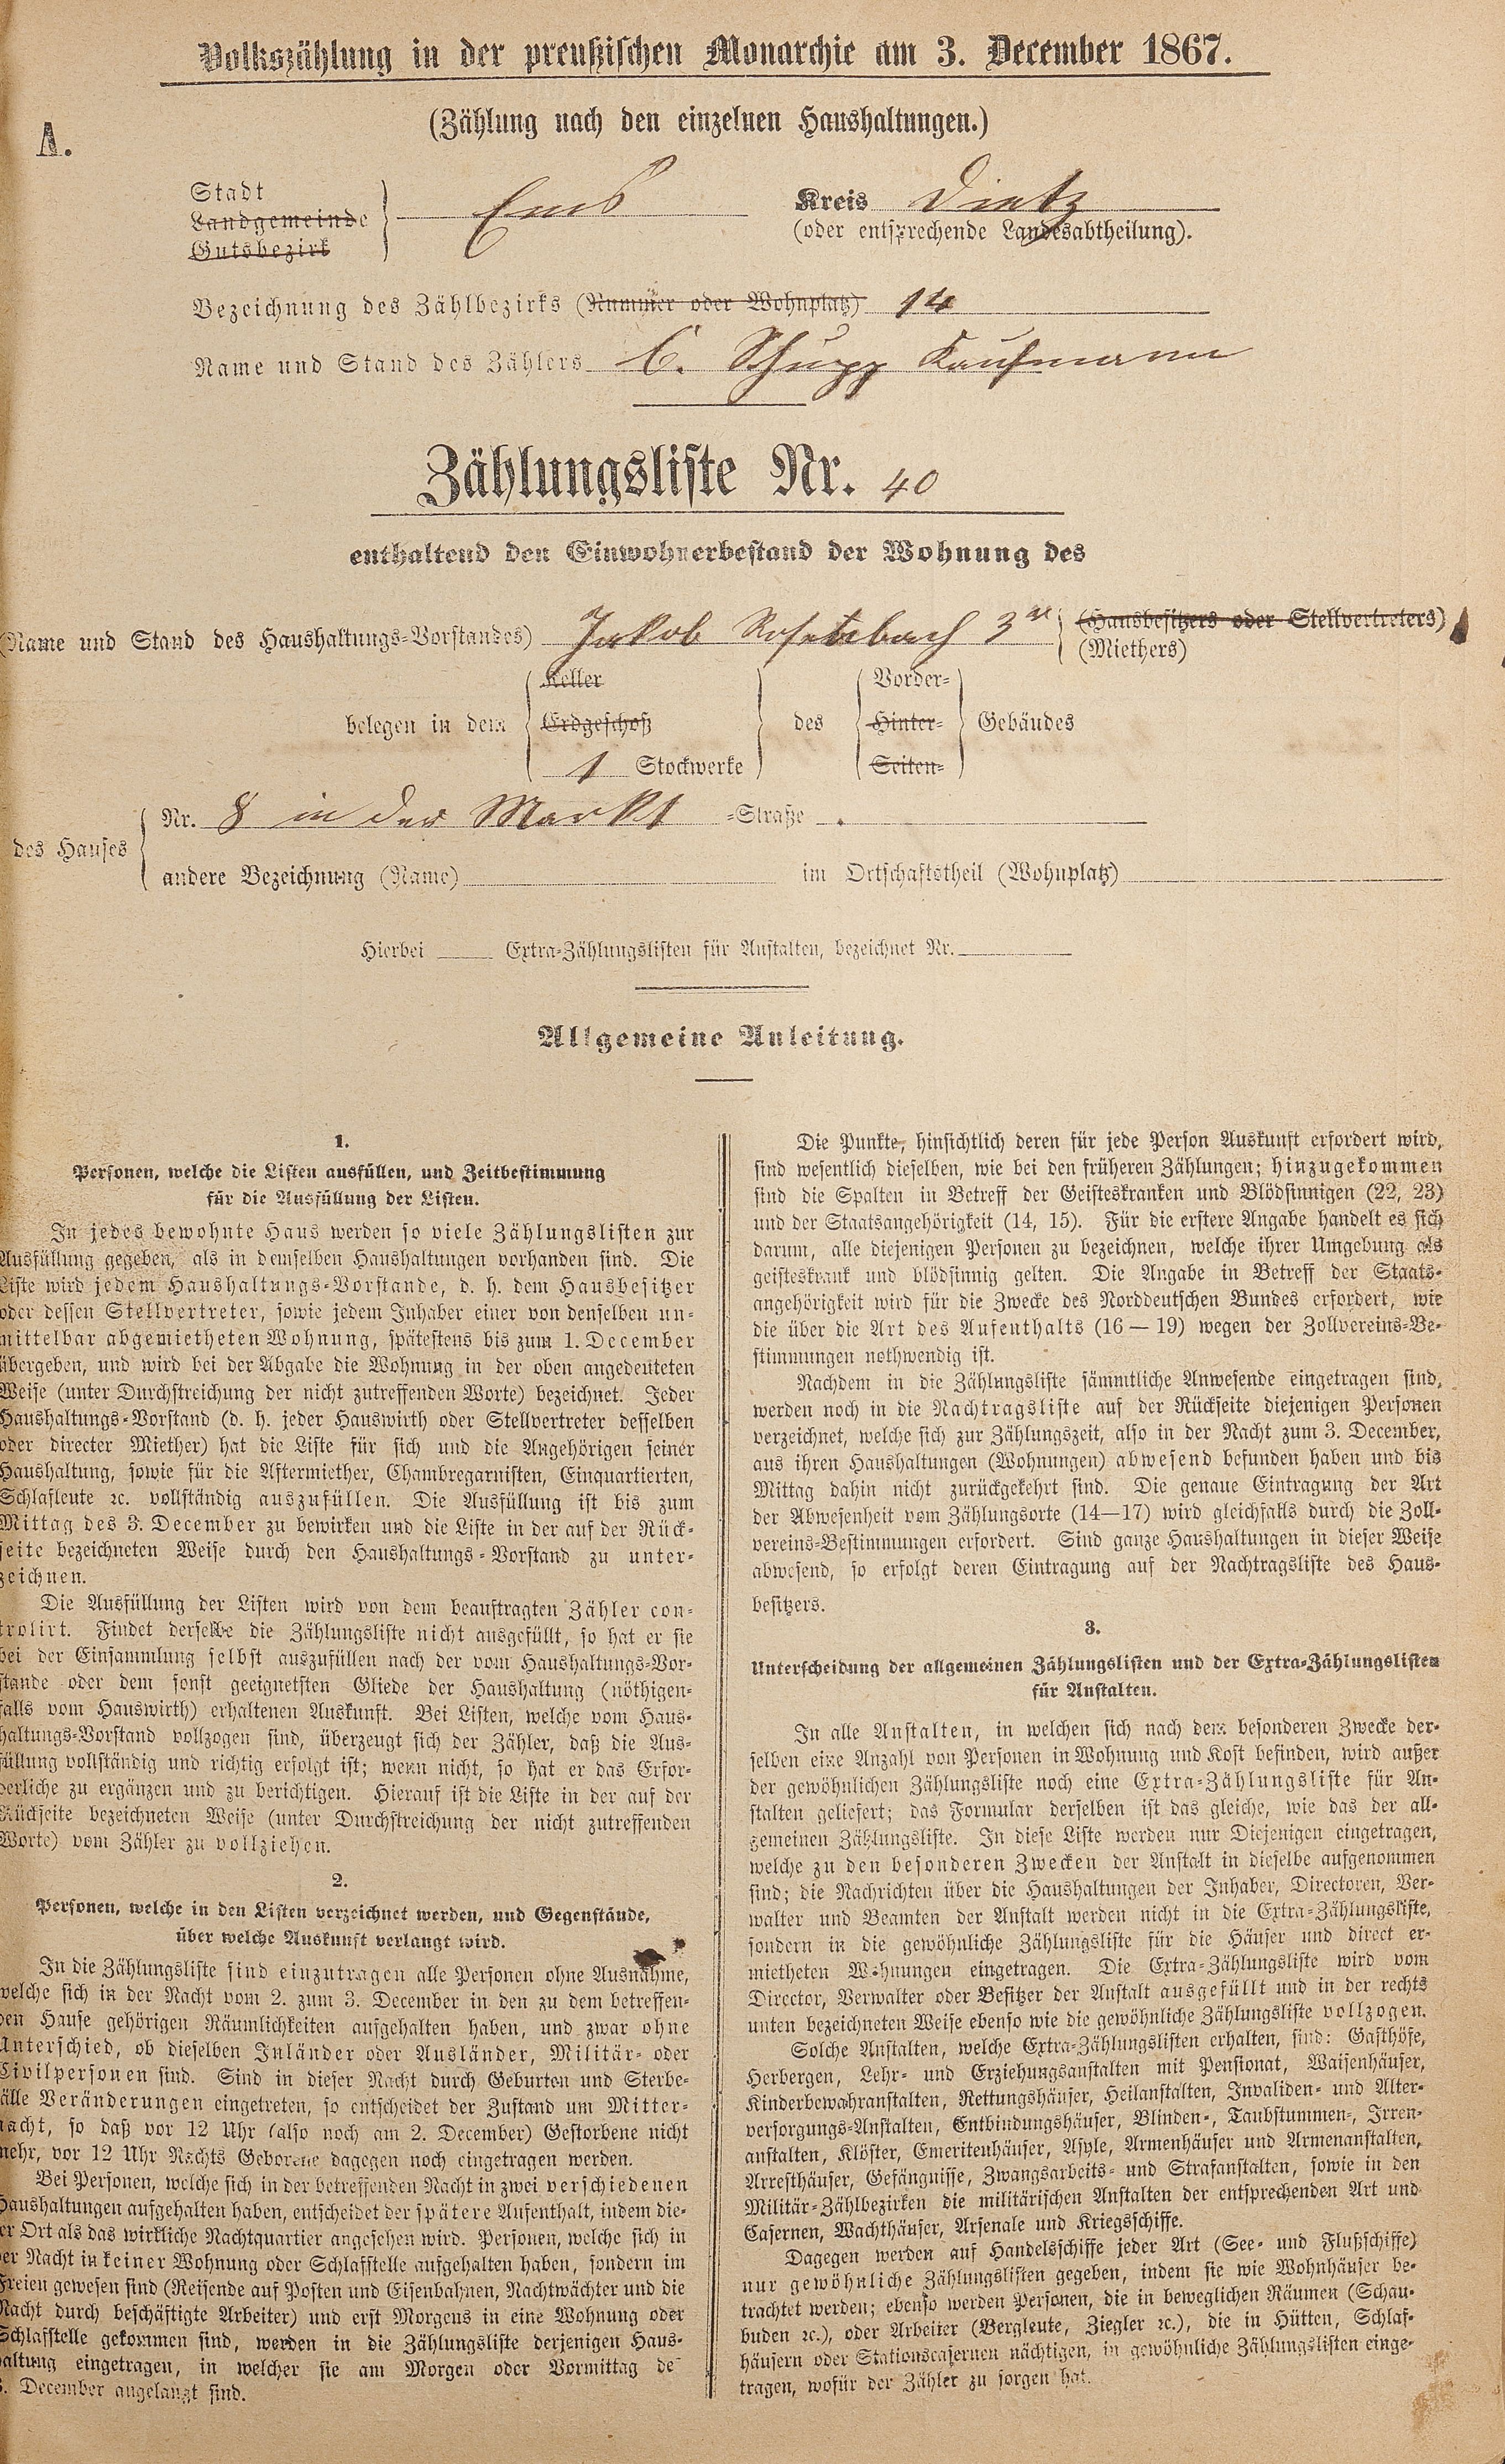 Volkszählung in der preußischen Monarchie am 3. December 1867.
(Zählung nach den einzelnen Haushaltungen.)
A.
Stadt
Landgemeinde
Gutsbezirk
Ems
Kreis Dietz
(oder entsprechende Landesabtheilung).
Bezeichnung des Zählbezirks (Nummer oder Wohnplatz) 14
Name und Stand des Zählers C. Schupp Kaufmann
Zählungsliste Nr. 40
enthaltend den Einwohnerbestand der Wohnung des
(Name und Stand des Haushaltungs-Vorstandes) Jakob 3
(Hausbesitzers oder Stellvertreters)
(Miethers)
belegen in dem
Keller
Erdgeschoß
1 Stockwerke
des
Vorder-
Hinter-
Seiten-
Gebäudes
des Hauses
Nr. 8 in der Markt -Straße
andere Bezeichnung (Name) im Ortschaftstheil (Wohnplatz)
Hierbei Extra-Zählungslisten für Anstalten, bezeichnet Nr.
Allgemeine Anleitung.
1.
Personen, welche die Listen ausfüllen, und Zeitbestimmung
für die Ausfüllung der Listen.
In jedes bewohnte Haus werden so viele Zählungslisten zur
Ausfüllung gegeben, als in demselben Haushaltungen vorhanden sind. Die
Liste wird jedem Haushaltungs-Vorstande, d. h. dem Hausbesitzer
oder dessen Stellvertreter, sowie jedem Inhaber einer von denselben un-
mittelbar abgemietheten Wohnung, spätestens bis zum 1. December
übergeben, und wird bei der Abgabe die Wohnung in der oben angedeuteten
Weise (unter Durchstreichung der nicht zutreffenden Worte) bezeichnet. Jeder
Haushaltungs-Vorstand (d. h. jeder Hauswirth oder Stellvertreter desselben
oder directer Miether) hat die Liste für sich und die Angehörigen seiner
Haushaltung, sowie für die Aftermiether, Chambregarnisten, Einquartierten,
Schlafleute ꝛc. vollständig auszufüllen. Die Ausfüllung ist bis zum
Mittag des 3. December zu bewirken und die Liste in der auf der Rück-
seite bezeichneten Weise durch den Haushaltungs-Vorstand zu unter-
zeichnen.
Die Ausfüllung der Listen wird von dem beauftragten Zähler con-
trolirt. Findet derselbe die Zählungsliste nicht ausgefüllt, so hat er sie
bei der Einsammlung selbst auszufüllen nach der vom Haushaltungs-Vor-
stande oder dem sonst geeignetsten Gliede der Haushaltung (nöthigen-
falls vom Hauswirth) erhaltenen Auskunft. Bei Listen, welche vom Haus-
haltungs-Vorstand vollzogen sind, überzeugt sich der Zähler, daß die Aus-
füllung vollständig und richtig erfolgt ist; wenn nicht, so hat er das Erfor-
derliche zu ergänzen und zu berichtigen. Hierauf ist die Liste in der auf der
Rückseite bezeichneten Weise (unter Durchstreichung der nicht zutreffenden
Worte) vom Zähler zu vollziehen.
2.
Personen, welche in den Listen verzeichnet werden, und Gegenstände,
über welche Auskunft verlangt wird.
In die Zählungsliste sind einzutragen alle Personen ohne Ausnahme,
welche sich in der Nacht vom 2. zum 3. December in den zu dem betreffen-
den Hause gehörigen Räumlichkeiten aufgehalten haben, und zwar ohne
Unterschied, ob dieselben Inländer oder Ausländer, Militär- oder
Civilpersonen sind. Sind in dieser Nacht durch Geburten und Sterbe-
fälle Veränderungen eingetreten, so entscheidet der Zustand um Mitter-
nacht, so daß vor 12 Uhr (also noch am 2. December) Gestorbene nicht
mehr, vor 12 Uhr Nachts Geborene dagegen noch eingetragen werden.
Bei Personen, welche sich in der betreffenden Nacht in zwei verschiedenen
Haushaltungen aufgehalten haben, entscheidet der spätere Aufenthalt, indem die-
ser Ort als das wirkliche Nachtquartier angesehen wird. Personen, welche sich in
der Nacht in keiner Wohnung oder Schlafstelle aufgehalten haben, sondern im
Freien gewesen sind (Reisende auf Posten und Eisenbahnen, Nachtwächter und die
Nacht durch beschäftigte Arbeiter) und erst Morgens in eine Wohnung oder
Schlafstelle gekommen sind, werden in die Zählungsliste derjenigen Haus-
haltung eingetragen, in welcher sie am Morgen oder Vormittag de
3. December angelangt sind.
Die Punkte, hinsichtlich deren für jede Person Auskunft erfordert wird,
sind wesentlich dieselben, wie bei den früheren Zählungen; hinzugekommen
sind die Spalten in Betreff der Geisteskranken und Blödsinnigen (22, 23)
und der Staatsangehörigkeit (14, 15). Für die erstere Angabe handelt es sich
darum, alle diejenigen Personen zu bezeichnen, welche ihrer Umgebung als
geisteskrank und blödsinnig gelten. Die Angabe in Betreff der Staats-
angehörigkeit wird für die Zwecke des Norddeutschen Bundes erfordert, wie
die über die Art des Aufenthalts (16 — 19) wegen der Zollvereins-Be-
stimmungen nothwendig ist.
Nachdem in die Zählungsliste sämmtliche Anwesende eingetragen sind,
werden noch in die Nachtragsliste auf der Rückseite diejenigen Personen
verzeichnet, welche sich zur Zählungszeit, also in der Nacht zum 3. December,
aus ihren Haushaltungen (Wohnungen) abwesend befunden haben und bis
Mittag dahin nicht zurückgekehrt sind. Die genaue Eintragung der Art
der Abwesenheit vom Zählungsorte (14—17) wird gleichfalls durch die Zoll-
vereins-Bestimmungen erfordert. Sind ganze Haushaltungen in dieser Weise
abwesend, so erfolgt deren Eintragung auf der Nachtragsliste des Haus-
besitzers.
3.
Unterscheidung der allgemeinen Zählungslisten und der Extra-Zählungslisten
für Anstalten.
In alle Anstalten, in welchen sich nach dem besonderen Zwecke der-
selben eine Anzahl von Personen in Wohnung und Kost befinden, wird außer
der gewöhnlichen Zählungsliste noch eine Extra-Zählungsliste für An-
stalten geliefert; das Formular derselben ist das gleiche, wie das der all-
gemeinen Zählungsliste. In diese Liste werden nur Diejenigen eingetragen,
welche zu den besonderen Zwecken der Anstalt in dieselbe aufgenommen
sind; die Nachrichten über die Haushaltungen der Inhaber, Directoren, Ver-
walter und Beamten der Anstalt werden nicht in die Extra-Zählungsliste,
sondern in die gewöhnliche Zählungsliste für die Häuser und direct er-
mietheten Wohnungen eingetragen. Die Extra-Zählungsliste wird vom
Director, Verwalter oder Besitzer der Anstalt ausgefüllt und in der rechts
unten bezeichneten Weise ebenso wie die gewöhnliche Zählungsliste vollzogen.
Solche Anstalten, welche Extra-Zählungslisten erhalten, sind: Gasthöfe,
Herbergen, Lehr- und Erziehungsanstalten mit Pensionat, Waisenhäuser,
Kinderbewahranstalten, Rettungshäuser, Heilanstalten, Invaliden- und Alter-
versorgungs-Anstalten, Entbindungshäuser, Blinden-, Taubstummen-, Irren-
anstalten, Klöster, Emeritenhäuser, Asyle, Armenhäuser und Armenanstalten,
Arresthäuser, Gefängnisse, Zwangsarbeits- und Strafanstalten, sowie in den
Militär-Zählbezirken die militärischen Anstalten der entsprechenden Art und
Casernen, Wachthäuser, Arsenale und Kriegsschiffe.
Dagegen werden auf Handelsschiffe jeder Art (See- und Flußschiffe)
nur gewöhnliche Zählungslisten gegeben, indem sie wie Wohnhäuser be-
trachtet werden; ebenso werden Personen, die in beweglichen Räumen (Schau-
buden ꝛc.), oder Arbeiter (Bergleute, Ziegler ꝛc.), die in Hütten, Schlaf-
häusern oder Stationscasernen nächtigen, in gewöhnliche Zählungslisten einge-
tragen, wofür der Zähler zu sorgen hat.